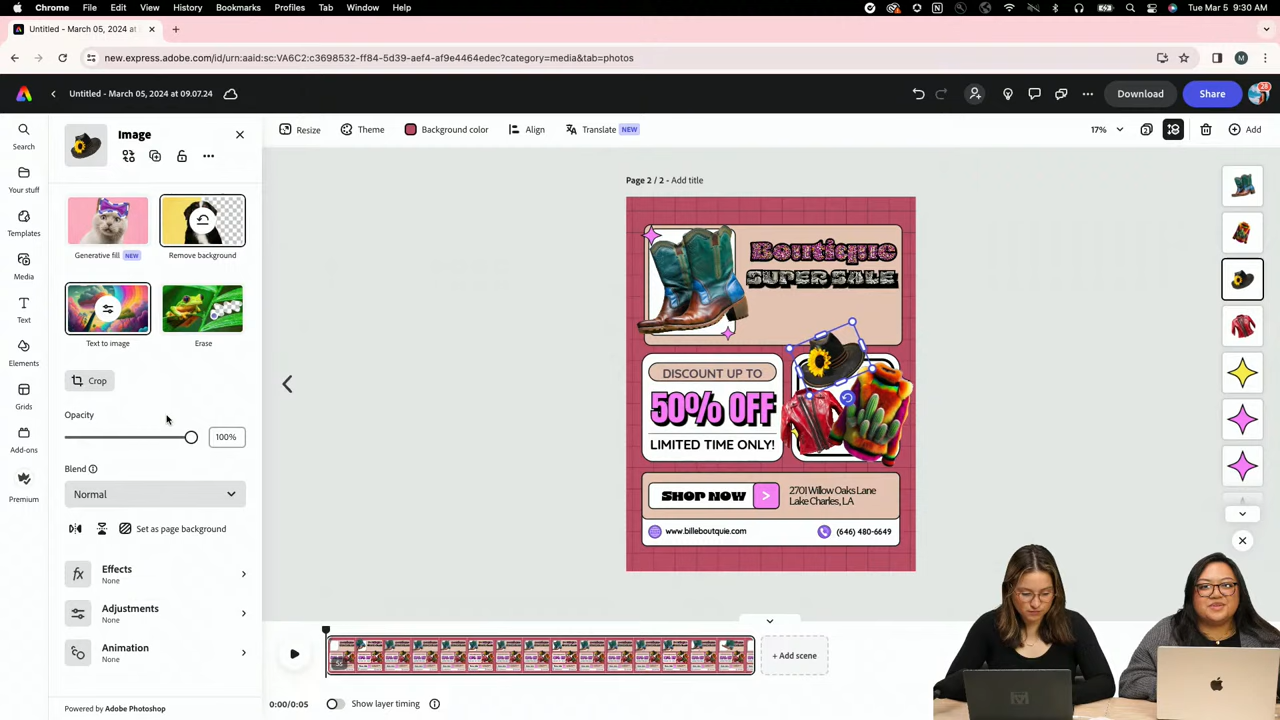 Chrome File Edit View History Bookmarks Profiles Tab Window Help
Tue Mar 5 9:30 AM
Untitled - March 05, 2024 at
new.express.adobe.com/id/urn:aaid:sc:VA6C2:c3698532-ff84-5d39-aef4-af9e4464edec?category=media&tab=photos
M
Untitled - March 05, 2024 at 09.07.24
Download
Share
28
Image
Resize
Theme
Background color
Align
Translate NEW
17%
2
Add
Search
Your stuff
Templates
Media
Text
Elements
Grids
Add-ons
Premium
Generative fill NEW
Remove background
Text to image
Erase
Crop
Opacity
100%
Blend
Normal
Set as page background
fx Effects
None
Adjustments
None
Animation
None
Powered by Adobe Photoshop
Page 2 / 2 - Add title
Boutique
SUPER SALE
DISCOUNT UP TO
50% OFF
LIMITED TIME ONLY!
SHOP NOW >
2701 Willow Oaks Lane
Lake Charles, LA
www.billeboutquie.com
(646) 480-6649
5s
+ Add scene
0:00/0:05
Show layer timing